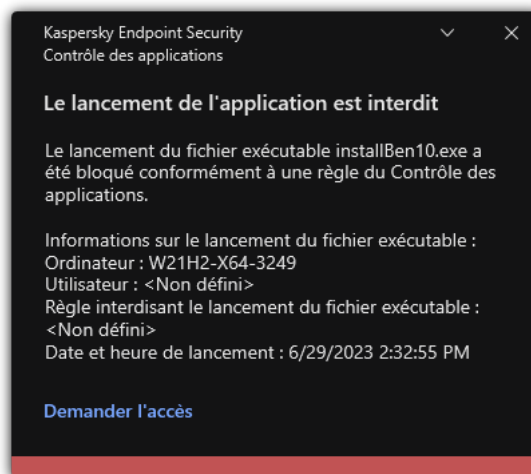 Kaspersky Endpoint Security
Contrôle des applications
Le lancement de l'application est interdit
Le lancement du fichier exécutable installBen10.exe a
été bloqué conformément à une règle du Contrôle des
applications.
Informations sur le lancement du fichier exécutable :
Ordinateur : W21H2-X64-3249
Utilisateur : <Non défini>
Règle interdisant le lancement du fichier exécutable :
<Non défini>
Date et heure de lancement : 6/29/2023 2:32:55 PM
Demander l'accès